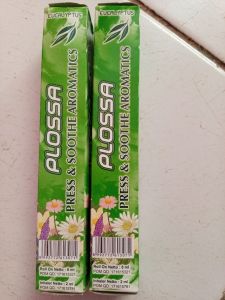 EUCALYPTUS
PLOSSA
PRESS & SOOTHE AROMATICS
Roll On Netto : 8 ml
Inhaler Netto : 2 ml
EUCALYPTUS
PLOSSA
PRESS & SOOTHE AROMATICS
Roll On Netto : 8 ml
Inhaler Netto : 2 ml